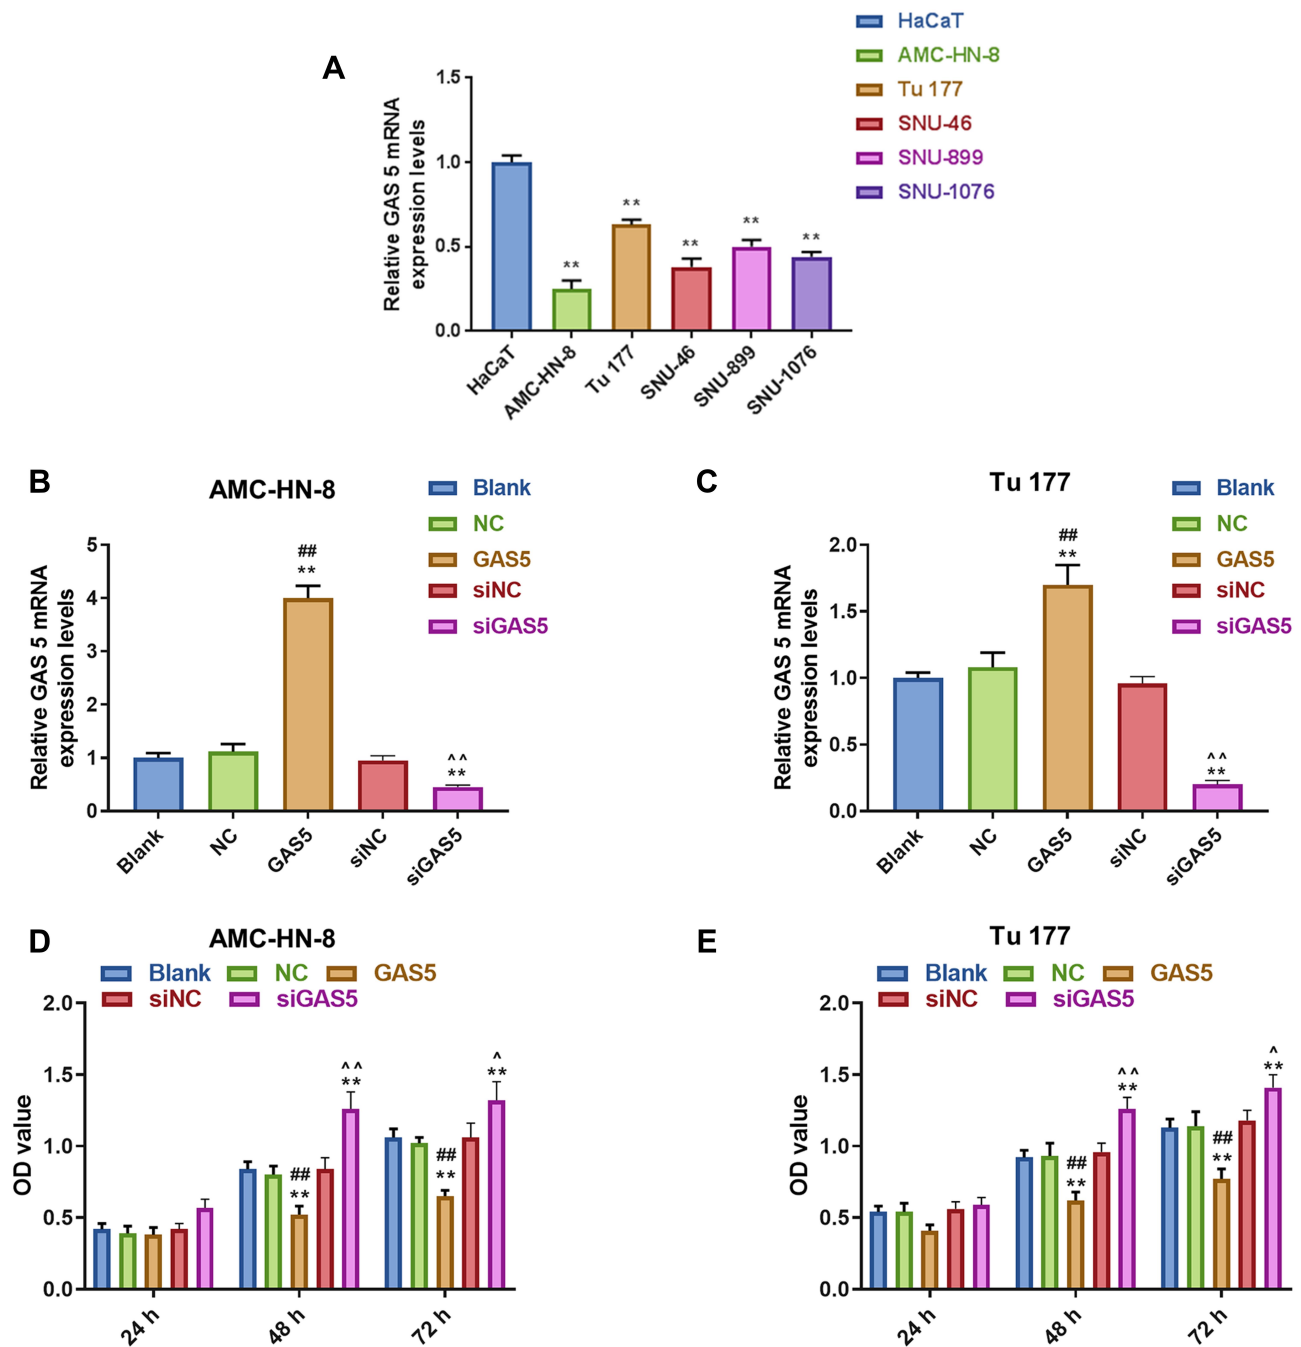 A
HaCaT
AMC-HN-8
Tu 177
SNU-46
SNU-899
SNU-1076
Relative GAS 5 mRNA
expression levels
1.5
1.0
0.5
0.0
**
**
**
**
**
HaCaT
AMC-HN-8
Tu 177
SNU-46
SNU-899
SNU-1076
B
AMC-HN-8
Blank
NC
GAS5
siNC
siGAS5
Relative GAS 5 mRNA
expression levels
5
4
3
2
1
0
##
**
^^
**
Blank
NC
GAS5
siNC
siGAS5
C
Tu 177
Blank
NC
GAS5
siNC
siGAS5
Relative GAS 5 mRNA
expression levels
2.0
1.5
1.0
0.5
0.0
##
**
^^
**
Blank
NC
GAS5
siNC
siGAS5
D
AMC-HN-8
Blank NC GAS5
siNC siGAS5
OD value
2.0
1.5
1.0
0.5
0.0
##
**
^^
**
##
**
^
**
24 h
48 h
72 h
E
Tu 177
Blank NC GAS5
siNC siGAS5
OD value
2.0
1.5
1.0
0.5
0.0
##
**
^^
**
##
**
^
**
24 h
48 h
72 h